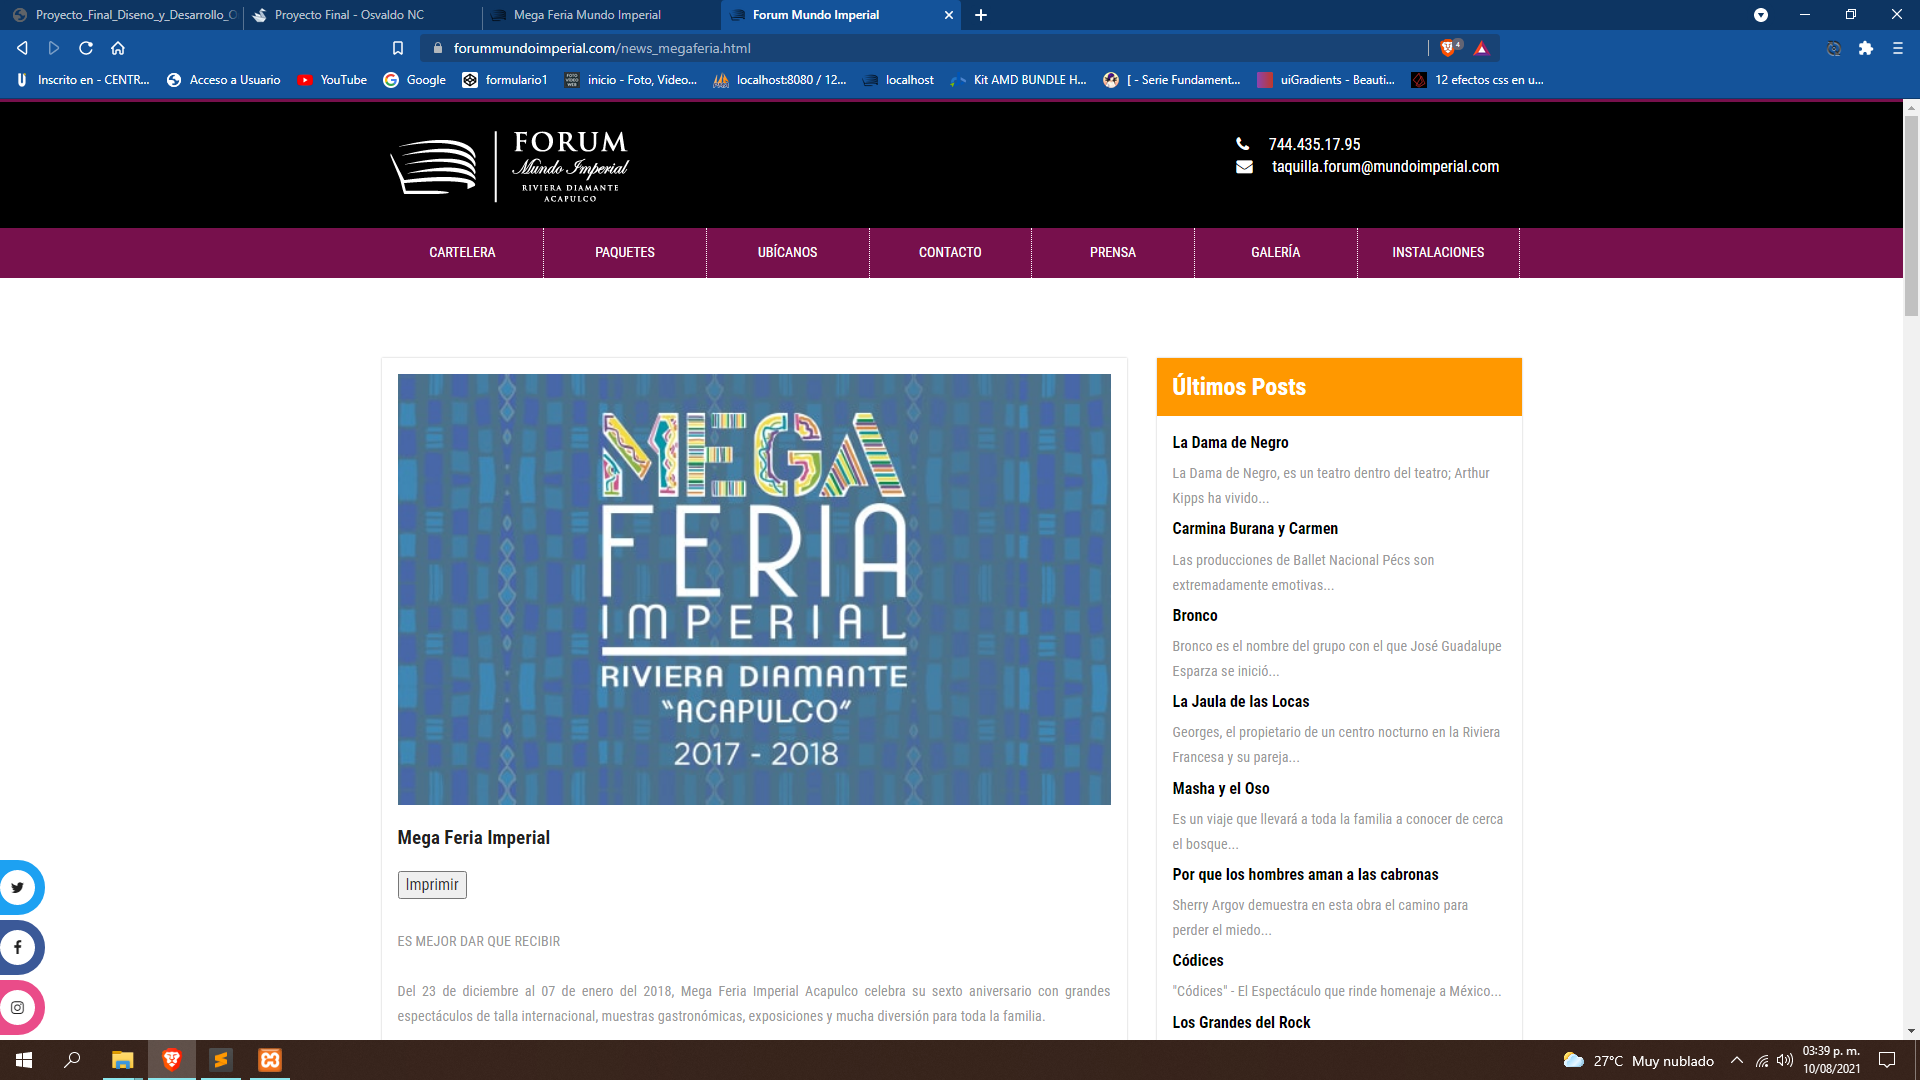 Proyecto_Final_Diseno_y_Desarrollo_O
Proyecto Final - Osvaldo NC
Mega Feria Mundo Imperial
Forum Mundo Imperial
forummundoimperial.com/news_megaferia.html
4
Inscrito en - CENTR...
Acceso a Usuario
YouTube
Google
formulario1
inicio - Foto, Video...
localhost:8080 / 12...
localhost
Kit AMD BUNDLE H...
[ - Serie Fundament...
uiGradients - Beauti...
12 efectos css en u...
FORUM
Mundo Imperial
RIVIERA DIAMANTE
ACAPULCO
744.435.17.95
taquilla.forum@mundoimperial.com
CARTELERA
PAQUETES
UBÍCANOS
CONTACTO
PRENSA
GALERÍA
INSTALACIONES
MEGA
FERIA
IMPERIAL
RIVIERA DIAMANTE
"ACAPULCO"
2017 - 2018
Mega Feria Imperial
Imprimir
ES MEJOR DAR QUE RECIBIR
Del 23 de diciembre al 07 de enero del 2018, Mega Feria Imperial Acapulco celebra su sexto aniversario con grandes
espectáculos de talla internacional, muestras gastronómicas, exposiciones y mucha diversión para toda la familia.
Últimos Posts
La Dama de Negro
La Dama de Negro, es un teatro dentro del teatro; Arthur
Kipps ha vivido...
Carmina Burana y Carmen
Las producciones de Ballet Nacional Pécs son
extremadamente emotivas...
Bronco
Bronco es el nombre del grupo con el que José Guadalupe
Esparza se inició...
La Jaula de las Locas
Georges, el propietario de un centro nocturno en la Riviera
Francesa y su pareja...
Masha y el Oso
Es un viaje que llevará a toda la familia a conocer de cerca
el bosque...
Por que los hombres aman a las cabronas
Sherry Argov demuestra en esta obra el camino para
perder el miedo...
Códices
"Códices" - El Espectáculo que rinde homenaje a México...
Los Grandes del Rock
27°C Muy nublado
03:39 p. m.
10/08/2021